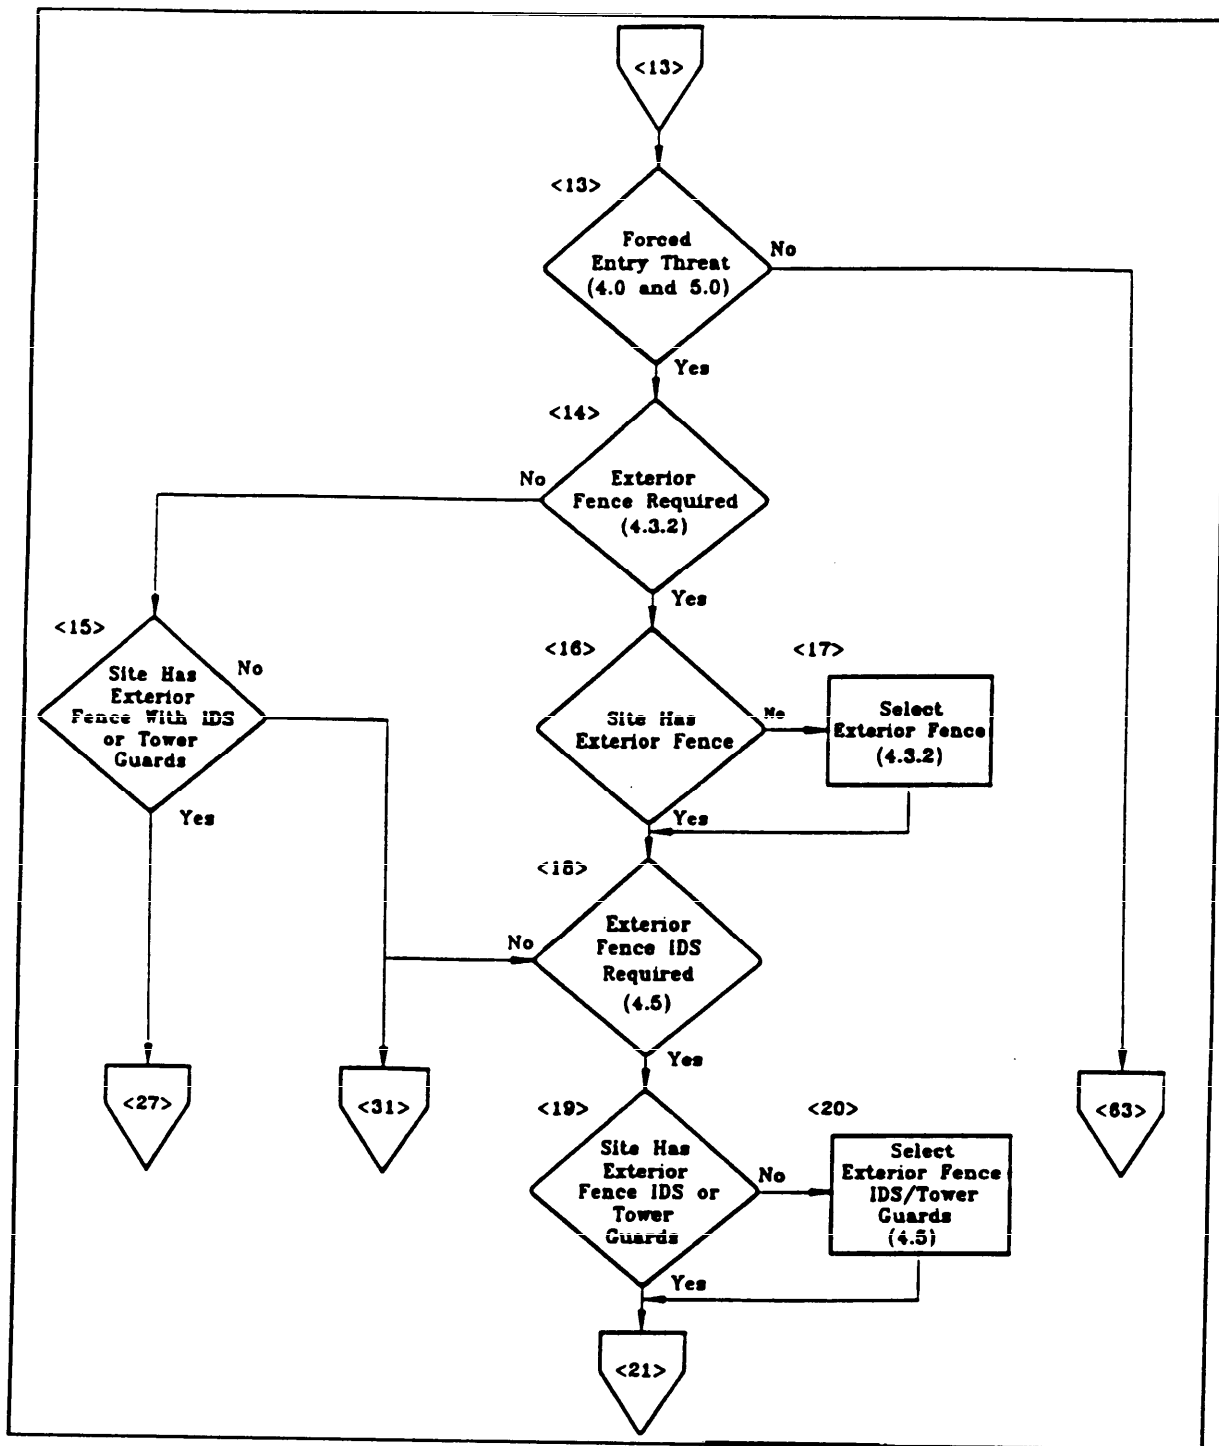 <13>
<13>
Forced
Entry Threat
(4.0 and 5.0)
No
Yes
<14>
Exterior
Fence Required
(4.3.2)
No
Yes
<15>
Site Has
Exterior
Fence With IDS
or Tower
Guards
No
Yes
<16>
Site Has
Exterior Fence
No
Yes
<17>
Select
Exterior Fence
(4.3.2)
<18>
Exterior
Fence IDS
Required
(4.5)
No
Yes
<27>
<31>
<63>
<19>
Site Has
Exterior
Fence IDS or
Tower
Guards
No
Yes
<20>
Select
Exterior Fence
IDS/Tower
Guards
(4.5)
<21>